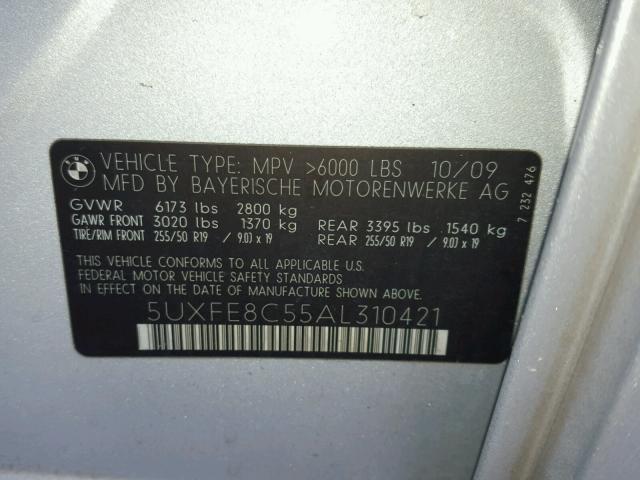 BMW
VEHICLE TYPE: MPV >6000 LBS 10/09
MFD BY BAYERISCHE MOTORENWERKE AG
GVWR 6173 lbs 2800 kg
GAWR FRONT 3020 lbs 1370 kg REAR 3395 lbs 1540 kg
TIRE/RIM FRONT 255/50 R19 / 9.0J x 19 REAR 255/50 R19 / 9.0J x 19
THIS VEHICLE CONFORMS TO ALL APPLICABLE U.S.
FEDERAL MOTOR VEHICLE SAFETY STANDARDS
IN EFFECT ON THE DATE OF MANUFACTURE SHOWN ABOVE
5UXFE8C55AL310421
7 232 476